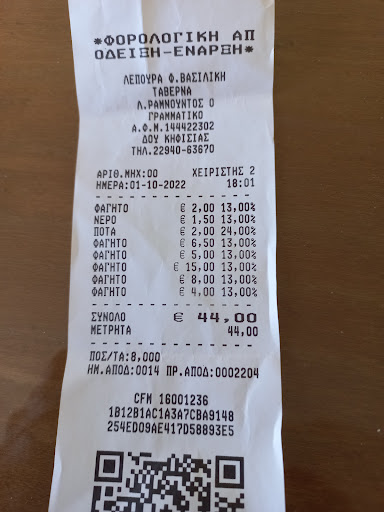 *ΦΟΡΟΛΟΓΙΚΗ ΑΠ
ΟΔΕΙΞΗ-ΕΝΑΡΞΗ*
ΛΕΠΟΥΡΑ Φ.ΒΑΣΙΛΙΚΗ
ΤΑΒΕΡΝΑ
Λ.ΡΑΜΝΟΥΝΤΟΣ 0
ΓΡΑΜΜΑΤΙΚΟ
Α.Φ.Μ.144422302
ΔΟΥ ΚΗΦΙΣΙΑΣ
ΤΗΛ.22940-63670
ΑΡΙΘ.ΜΗΧ:00 ΧΕΙΡΙΣΤΗΣ 2
ΗΜΕΡΑ:01-10-2022 18:01
ΦΑΓΗΤΟ € 2,00 13,00%
ΝΕΡΟ € 1,50 13,00%
ΠΟΤΑ € 2,00 24,00%
ΦΑΓΗΤΟ € 6,50 13,00%
ΦΑΓΗΤΟ € 5,00 13,00%
ΦΑΓΗΤΟ € 15,00 13,00%
ΦΑΓΗΤΟ € 8,00 13,00%
ΦΑΓΗΤΟ € 4,00 13,00%
ΣΥΝΟΛΟ € 44,00
ΜΕΤΡΗΤΑ 44,00
ΠΟΣ/ΤΑ:8,000
ΗΜ.ΑΠΟΔ:0014 ΠΡ.ΑΠΟΔ:0002204
CFM 16001236
1B12B1AC1A3A7CBA9148
254ED09AE417D5B893E5